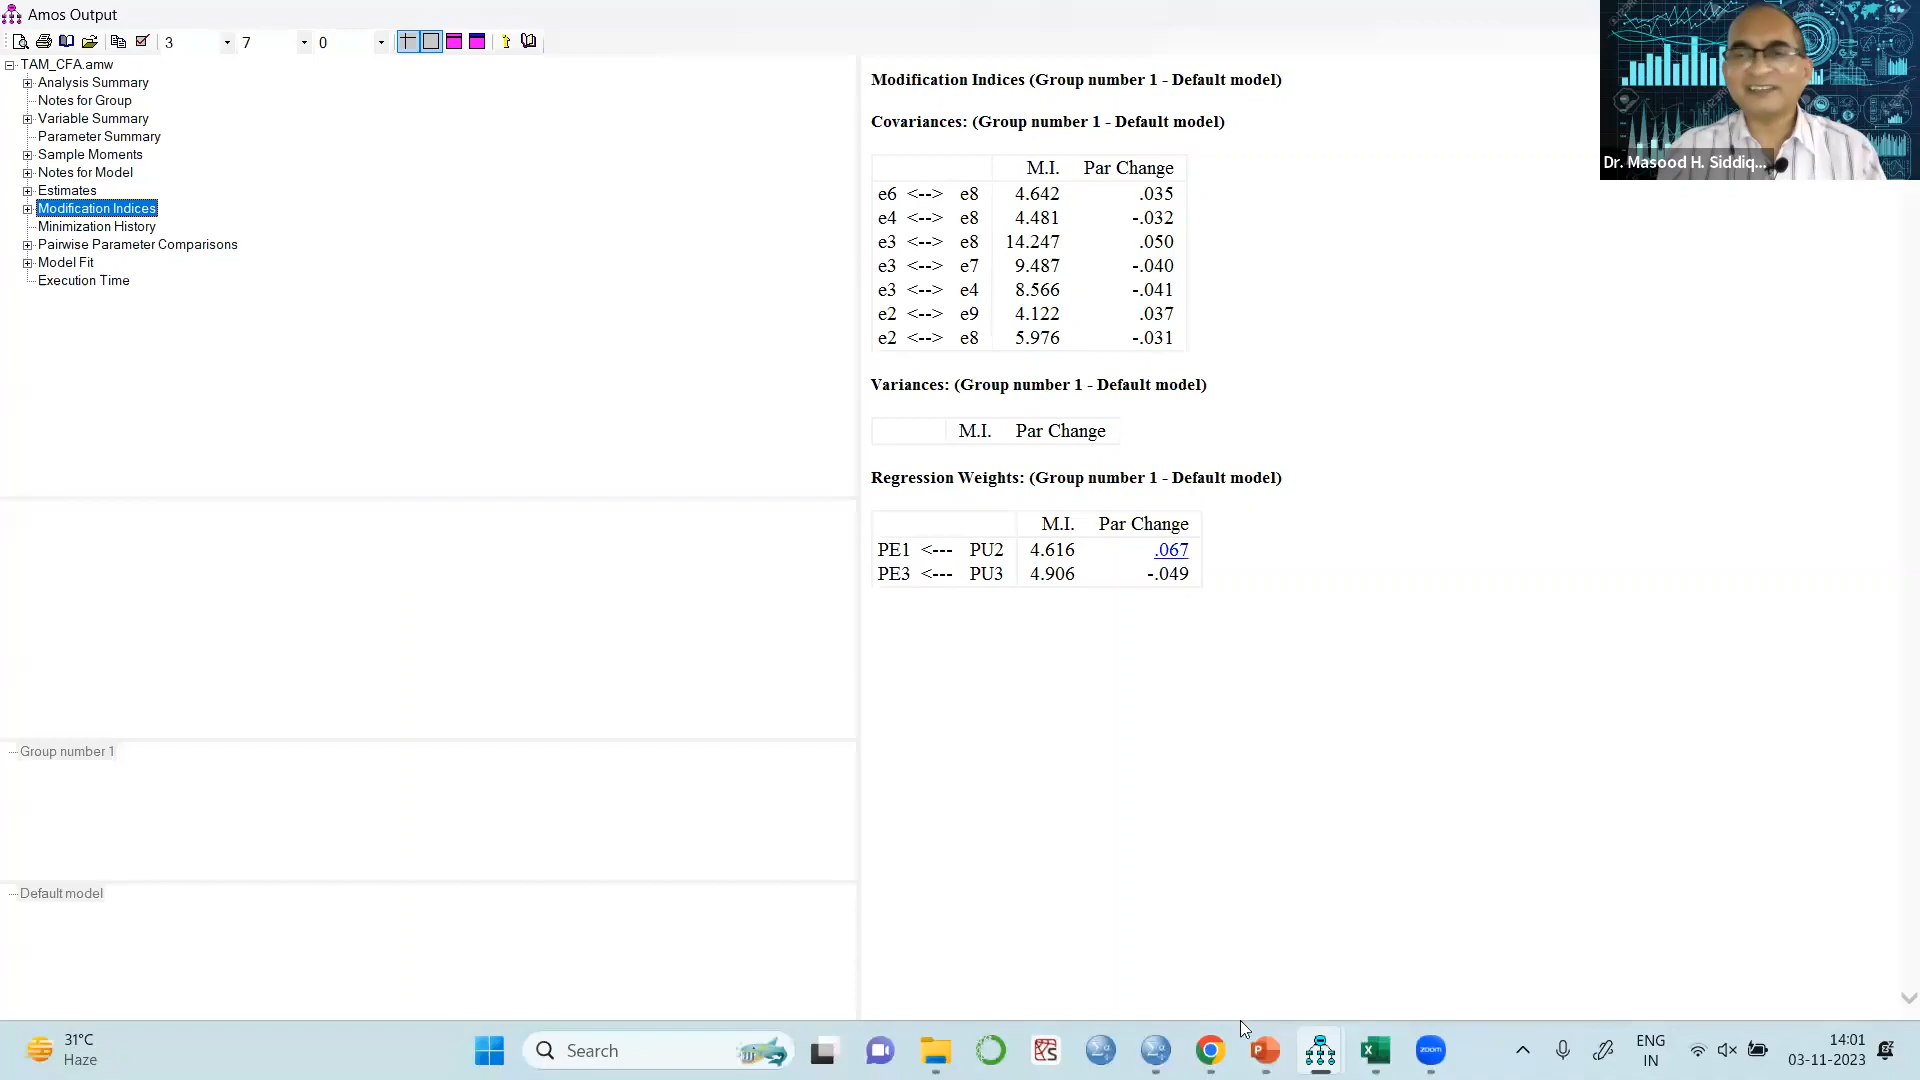 Amos Output
3 7 0
TAM_CFA.amw
Analysis Summary
Notes for Group
Variable Summary
Parameter Summary
Sample Moments
Notes for Model
Estimates
Modification Indices
Minimization History
Pairwise Parameter Comparisons
Model Fit
Execution Time
Group number 1
Default model
Modification Indices (Group number 1 - Default model)
Covariances: (Group number 1 - Default model)
M.I. Par Change
e6 <--> e8 4.642 .035
e4 <--> e8 4.481 -.032
e3 <--> e8 14.247 .050
e3 <--> e7 9.487 -.040
e3 <--> e4 8.566 -.041
e2 <--> e9 4.122 .037
e2 <--> e8 5.976 -.031
Variances: (Group number 1 - Default model)
M.I. Par Change
Regression Weights: (Group number 1 - Default model)
M.I. Par Change
PE1 <--- PU2 4.616 .067
PE3 <--- PU3 4.906 -.049
Dr. Masood H. Siddiq...
31°C
Haze
Search
zoom
ENG
IN
14:01
03-11-2023